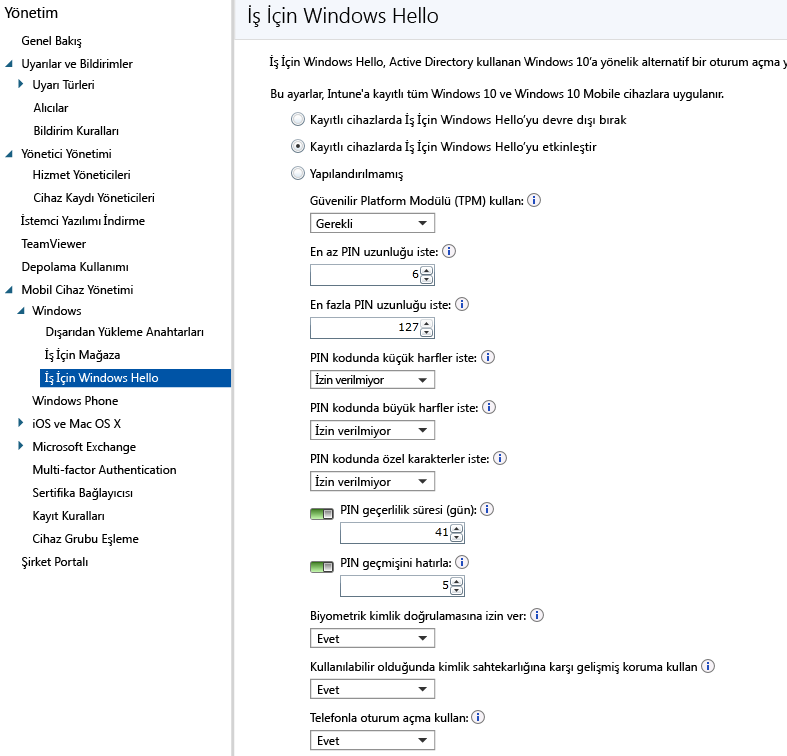 Yönetim
Genel Bakış
Uyarılar ve Bildirimler
Uyarı Türleri
Alıcılar
Bildirim Kuralları
Yönetici Yönetimi
Hizmet Yöneticileri
Cihaz Kaydı Yöneticileri
İstemci Yazılımı İndirme
TeamViewer
Depolama Kullanımı
Mobil Cihaz Yönetimi
Windows
Dışarıdan Yükleme Anahtarları
İş İçin Mağaza
İş İçin Windows Hello
Windows Phone
iOS ve Mac OS X
Microsoft Exchange
Multi-factor Authentication
Sertifika Bağlayıcısı
Kayıt Kuralları
Cihaz Grubu Eşleme
Şirket Portalı
İş İçin Windows Hello
İş İçin Windows Hello, Active Directory kullanan Windows 10'a yönelik alternatif bir oturum açma y
Bu ayarlar, Intune'a kayıtlı tüm Windows 10 ve Windows 10 Mobile cihazlara uygulanır.
Kayıtlı cihazlarda İş İçin Windows Hello'yu devre dışı bırak
Kayıtlı cihazlarda İş İçin Windows Hello'yu etkinleştir
Yapılandırılmamış
Güvenilir Platform Modülü (TPM) kullan:
Gerekli
En az PIN uzunluğu iste:
6
En fazla PIN uzunluğu iste:
127
PIN kodunda küçük harfler iste:
İzin verilmiyor
PIN kodunda büyük harfler iste:
İzin verilmiyor
PIN kodunda özel karakterler iste:
İzin verilmiyor
PIN geçerlilik süresi (gün):
41
PIN geçmişini hatırla:
5
Biyometrik kimlik doğrulamasına izin ver:
Evet
Kullanılabilir olduğunda kimlik sahtekarlığına karşı gelişmiş koruma kullan
Evet
Telefonla oturum açma kullan:
Evet